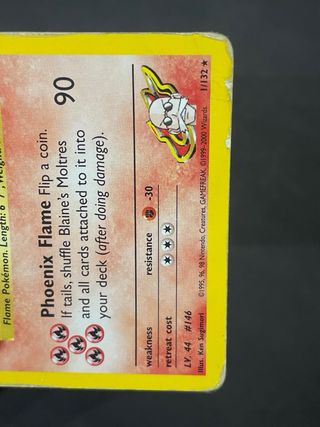 Flame Pokémon. Length: 6' 7", Weight:
Phoenix Flame Flip a coin.
If tails, shuffle Blaine's Moltres
and all cards attached to it into
your deck (after doing damage).
90
weakness
resistance
-30
retreat cost
LV. 44 #146
Illus. Ken Sugimori
©1995, 96, 98 Nintendo, Creatures, GAMEFREAK. ©1999-2000 Wizards.
1/132 ★